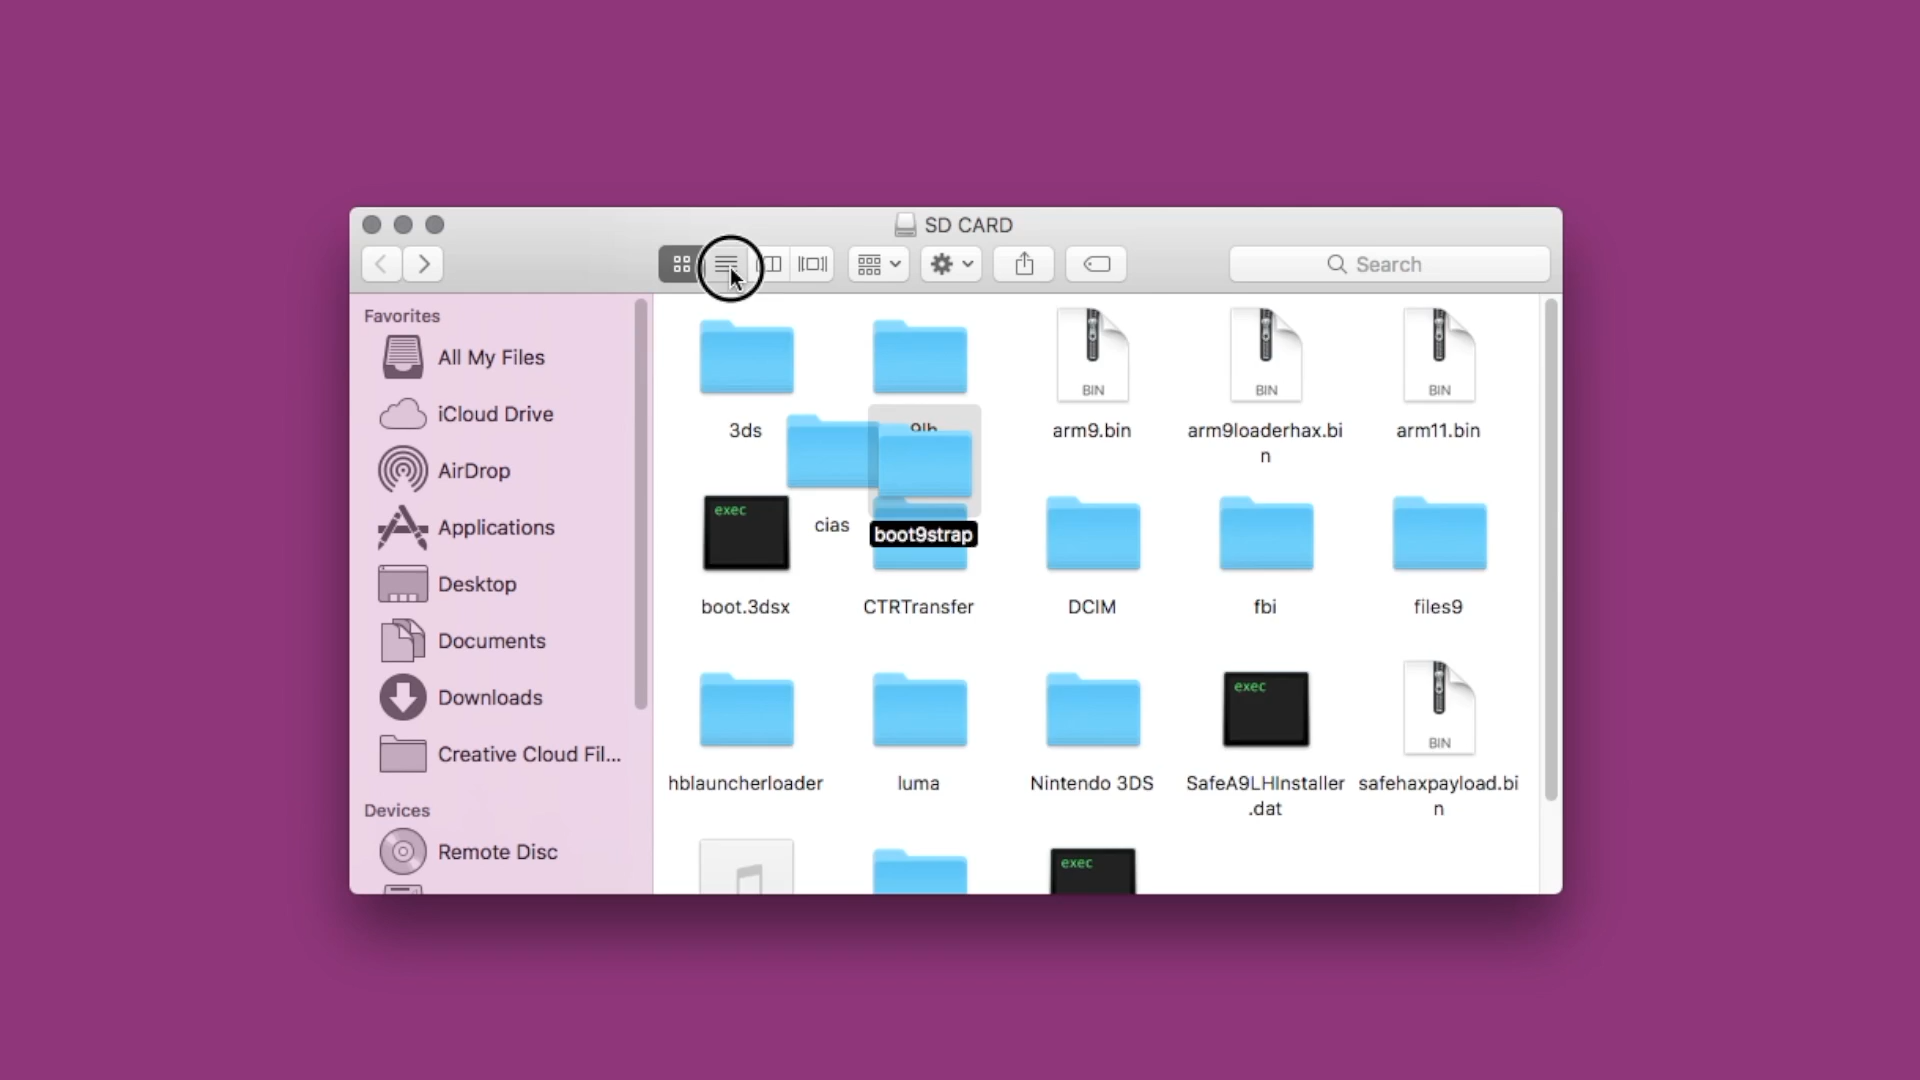 SD CARD
Search
Favorites
All My Files
iCloud Drive
AirDrop
Applications
Desktop
Documents
Downloads
Creative Cloud Fil...
Devices
Remote Disc
BIN
BIN
BIN
3ds
arm9.bin
arm9loaderhax.bi
n
arm11.bin
exec
cias
boot9strap
boot.3dsx
CTRTransfer
DCIM
fbi
files9
exec
BIN
hblauncherloader
luma
Nintendo 3DS
SafeA9LHInstaller
.dat
safehaxpayload.bi
n
exec